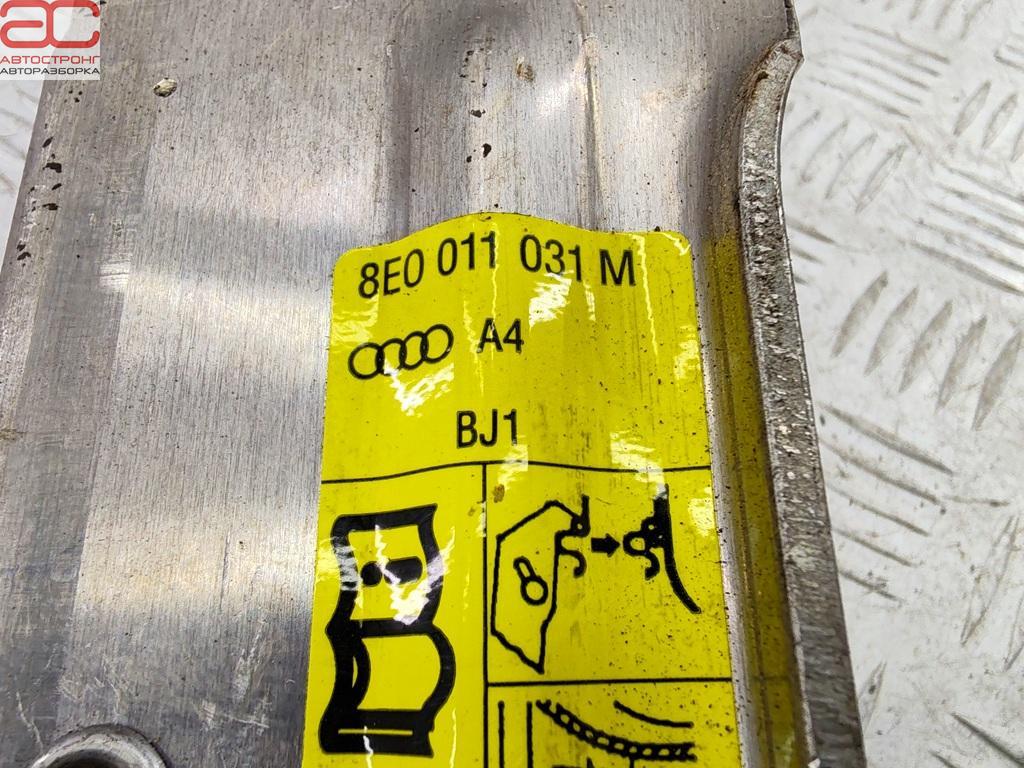 ac
АВТОСТРОНГ
АВТОРАЗБОРКА
8E0 011 031 M
A4
BJ1